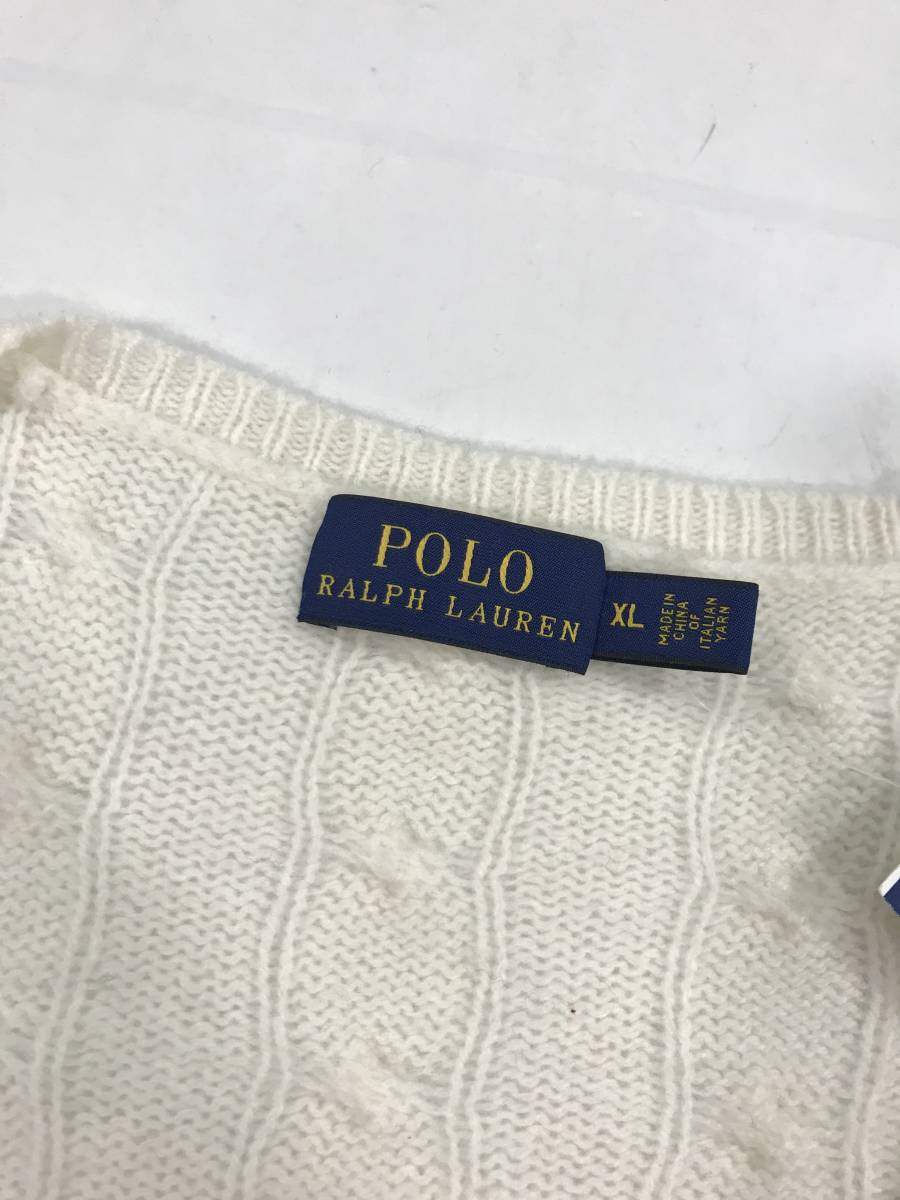 POLO
RALPH LAUREN
XL
MADE IN
CHINA
OF
ITALIAN
YARN